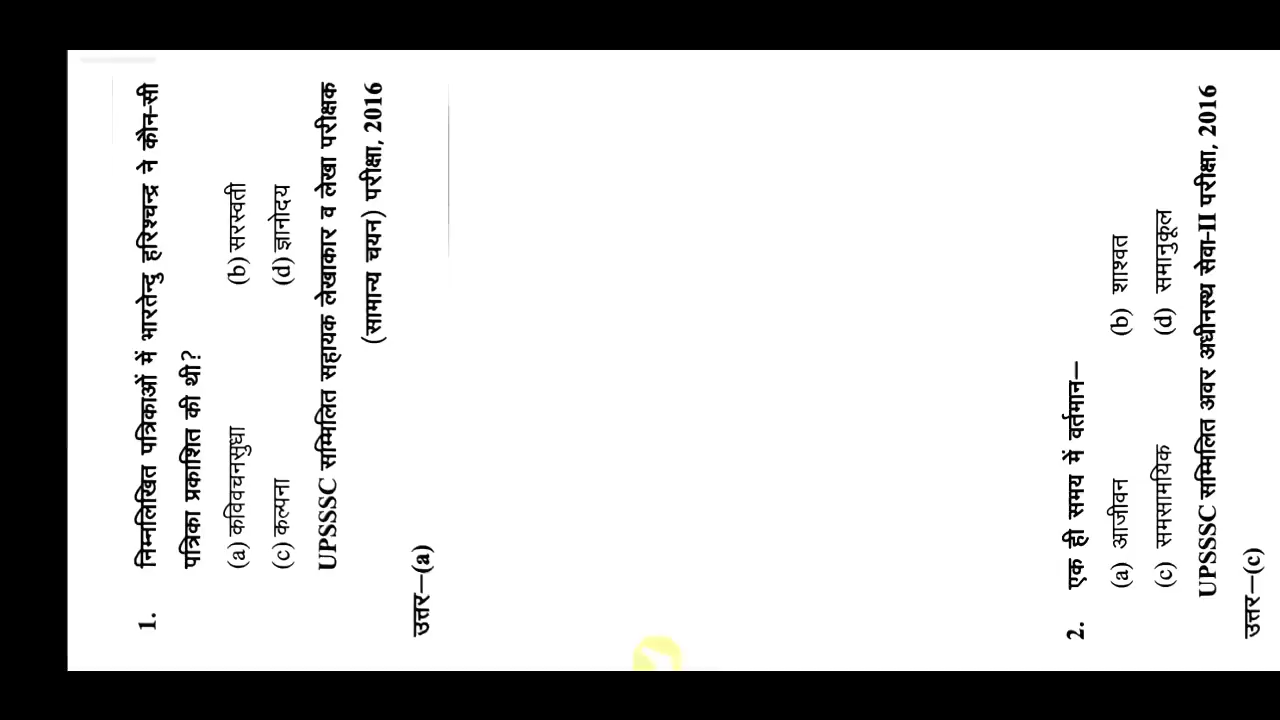 1. निम्नलिखित पत्रिकाओं में भारतेन्दु हरिश्चन्द्र ने कौन-सी
पत्रिका प्रकाशित की थी?
(a) कविवचनसुधा (b) सरस्वती
(c) कल्पना (d) ज्ञानोदय
UPSSSC सम्मिलित सहायक लेखाकार व लेखा परीक्षक
(सामान्य चयन) परीक्षा, 2016
उत्तर—(a)
2. एक ही समय में वर्तमान—
(a) आजीवन (b) शाश्वत
(c) समसामयिक (d) समानुकूल
UPSSSC सम्मिलित अवर अधीनस्थ सेवा-II परीक्षा, 2016
उत्तर—(c)